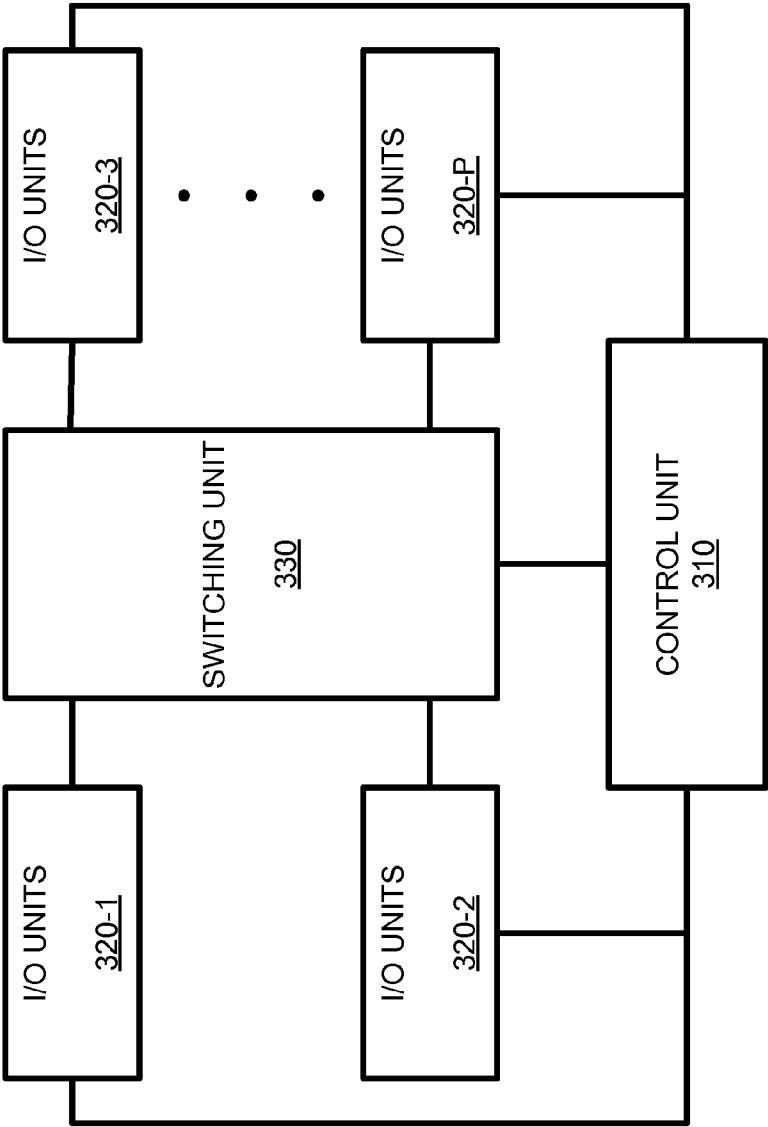 I/O UNITS
320-1
SWITCHING UNIT
330
I/O UNITS
320-3
I/O UNITS
320-2
I/O UNITS
320-P
CONTROL UNIT
310